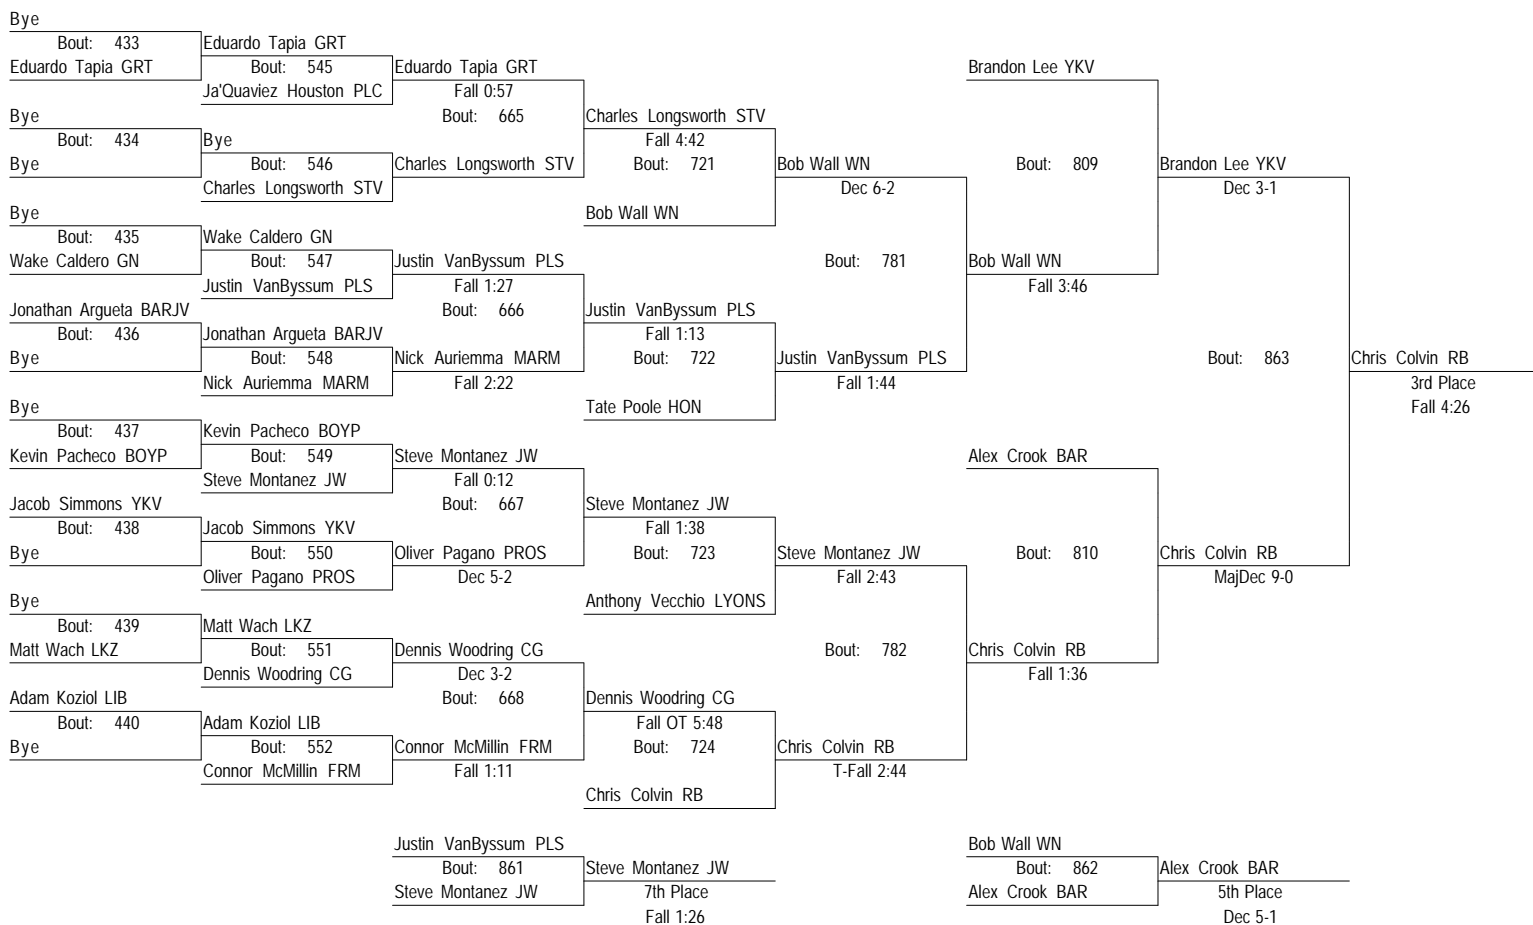 Bye
Bout: 433
Eduardo Tapia GRT
Bye
Bout: 434
Bye
Bye
Bout: 435
Wake Caldero GN
Jonathan Argueta BARJV
Bout: 436
Bye
Bye
Bout: 437
Kevin Pacheco BOYP
Jacob Simmons YKV
Bout: 438
Bye
Bye
Bout: 439
Matt Wach LKZ
Adam Koziol LIB
Bout: 440
Bye
Eduardo Tapia GRT
Bout: 545
Ja'Quaviez Houston PLC
Bye
Bout: 546
Charles Longsworth STV
Wake Caldero GN
Bout: 547
Justin VanByssum PLS
Jonathan Argueta BARJV
Bout: 548
Nick Auriemma MARM
Kevin Pacheco BOYP
Bout: 549
Steve Montanez JW
Jacob Simmons YKV
Bout: 550
Oliver Pagano PROS
Matt Wach LKZ
Bout: 551
Dennis Woodring CG
Adam Koziol LIB
Bout: 552
Connor McMillin FRM
Eduardo Tapia GRT
Fall 0:57
Bout: 665
Charles Longsworth STV
Justin VanByssum PLS
Fall 1:27
Bout: 666
Nick Auriemma MARM
Fall 2:22
Steve Montanez JW
Fall 0:12
Bout: 667
Oliver Pagano PROS
Dec 5-2
Dennis Woodring CG
Dec 3-2
Bout: 668
Connor McMillin FRM
Fall 1:11
Charles Longsworth STV
Fall 4:42
Bout: 721
Bob Wall WN
Justin VanByssum PLS
Fall 1:13
Bout: 722
Tate Poole HON
Steve Montanez JW
Fall 1:38
Bout: 723
Anthony Vecchio LYONS
Dennis Woodring CG
Fall OT 5:48
Bout: 724
Chris Colvin RB
Bob Wall WN
Dec 6-2
Bout: 781
Justin VanByssum PLS
Fall 1:44
Steve Montanez JW
Fall 2:43
Bout: 782
Chris Colvin RB
T-Fall 2:44
Brandon Lee YKV
Bout: 809
Bob Wall WN
Fall 3:46
Alex Crook BAR
Bout: 810
Chris Colvin RB
Fall 1:36
Brandon Lee YKV
Dec 3-1
Bout: 863
Chris Colvin RB
MajDec 9-0
Chris Colvin RB
3rd Place
Fall 4:26
Justin VanByssum PLS
Bout: 861
Steve Montanez JW
Steve Montanez JW
7th Place
Fall 1:26
Bob Wall WN
Bout: 862
Alex Crook BAR
Alex Crook BAR
5th Place
Dec 5-1